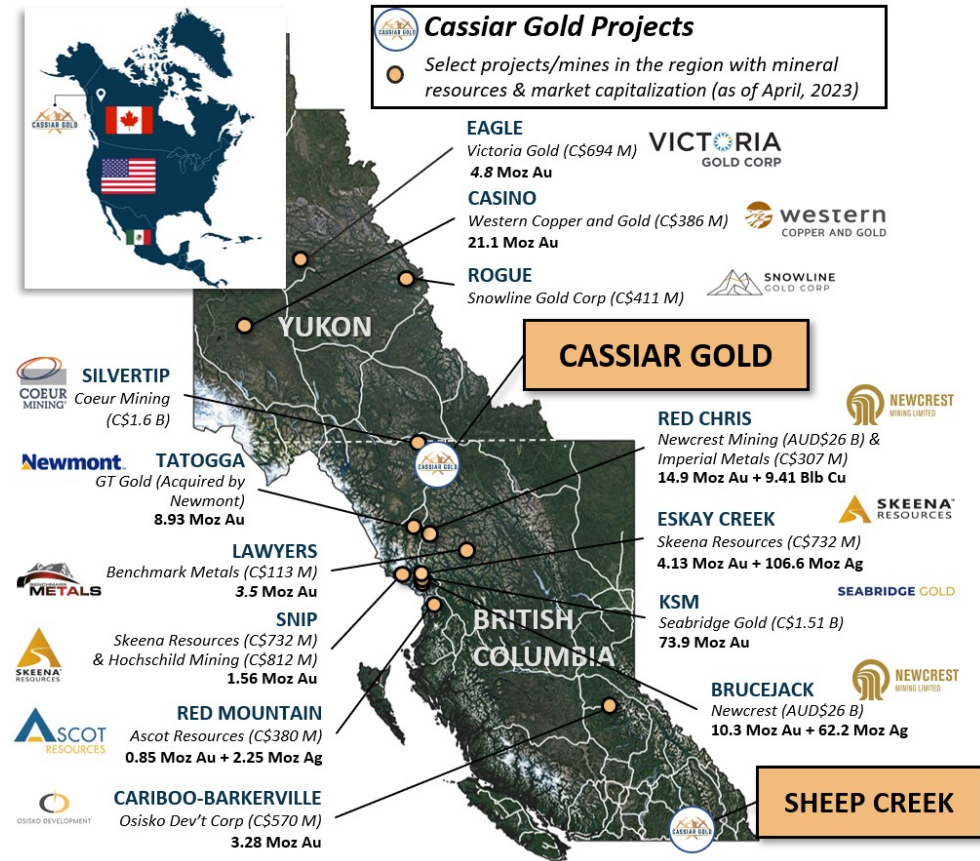 CASSIAR GOLD
Cassiar Gold Projects
CASSIAR GOLD
Select projects/mines in the region with mineral
resources & market capitalization (as of April, 2023)
EAGLE
Victoria Gold (C$694 M)
4.8 Moz Au
VICTORIA
GOLD CORP
CASINO
Western Copper and Gold (C$386 M)
21.1 Moz Au
western
COPPER AND GOLD
ROGUE
Snowline Gold Corp (C$411 M)
SNOWLINE
GOLD CORP
YUKON
CASSIAR GOLD
COEUR
MINING
SILVERTIP
Coeur Mining
(C$1.6 B)
CASSIAR GOLD
RED CHRIS
Newcrest Mining (AUD$26 B) &
Imperial Metals (C$307 M)
14.9 Moz Au + 9.41 Blb Cu
NEWCREST
MINING LIMITED
Newmont
TATOGGA
GT Gold (Acquired by
Newmont)
8.93 Moz Au
ESKAY CREEK
Skeena Resources (C$732 M)
4.13 Moz Au + 106.6 Moz Ag
SKEENA
RESOURCES
BENCHMARK
METALS
LAWYERS
Benchmark Metals (C$113 M)
3.5 Moz Au
KSM
Seabridge Gold (C$1.51 B)
73.9 Moz Au
SEABRIDGE GOLD
SKEENA
RESOURCES
SNIP
Skeena Resources (C$732 M)
& Hochschild Mining (C$812 M)
1.56 Moz Au
BRITISH
COLUMBIA
BRUCEJACK
Newcrest (AUD$26 B)
10.3 Moz Au + 62.2 Moz Ag
NEWCREST
MINING LIMITED
ASCOT
RESOURCES
RED MOUNTAIN
Ascot Resources (C$380 M)
0.85 Moz Au + 2.25 Moz Ag
OSISKO DEVELOPMENT
CARIBOO-BARKERVILLE
Osisko Dev't Corp (C$570 M)
3.28 Moz Au
CASSIAR GOLD
SHEEP CREEK